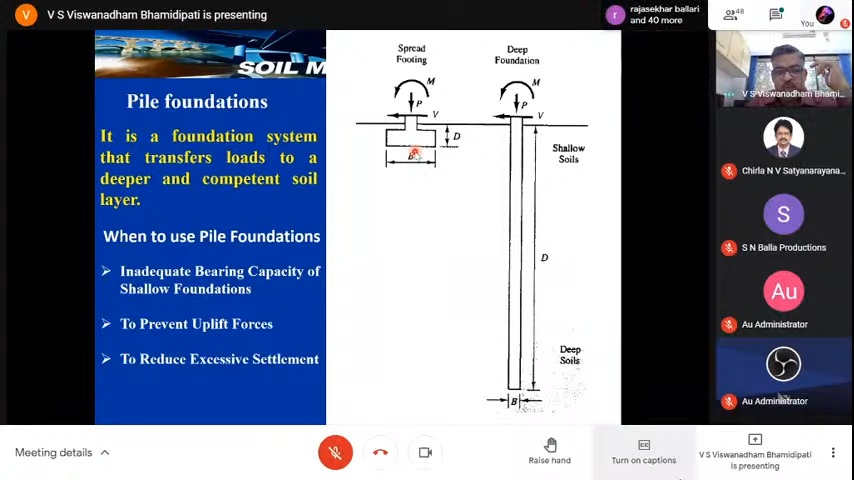 V S Viswanadham Bhamidipati is presenting
rajasekhar ballari
and 40 more
48
You
SOIL M
Pile foundations
It is a foundation system
that transfers loads to a
deeper and competent soil
layer.
When to use Pile Foundations
Inadequate Bearing Capacity of
Shallow Foundations
To Prevent Uplift Forces
To Reduce Excessive Settlement
Spread
Footing
M
P
V
D
Deep
Foundation
M
P
V
Shallow
Soils
D
Deep
Soils
B
V S Viswanadham Bhami...
Chirla N V Satyanarayana...
S
S N Balla Productions
Au
Au Administrator
Au Administrator
Meeting details
Raise hand
Turn on captions
V S Viswanadham Bhamidipati
is presenting